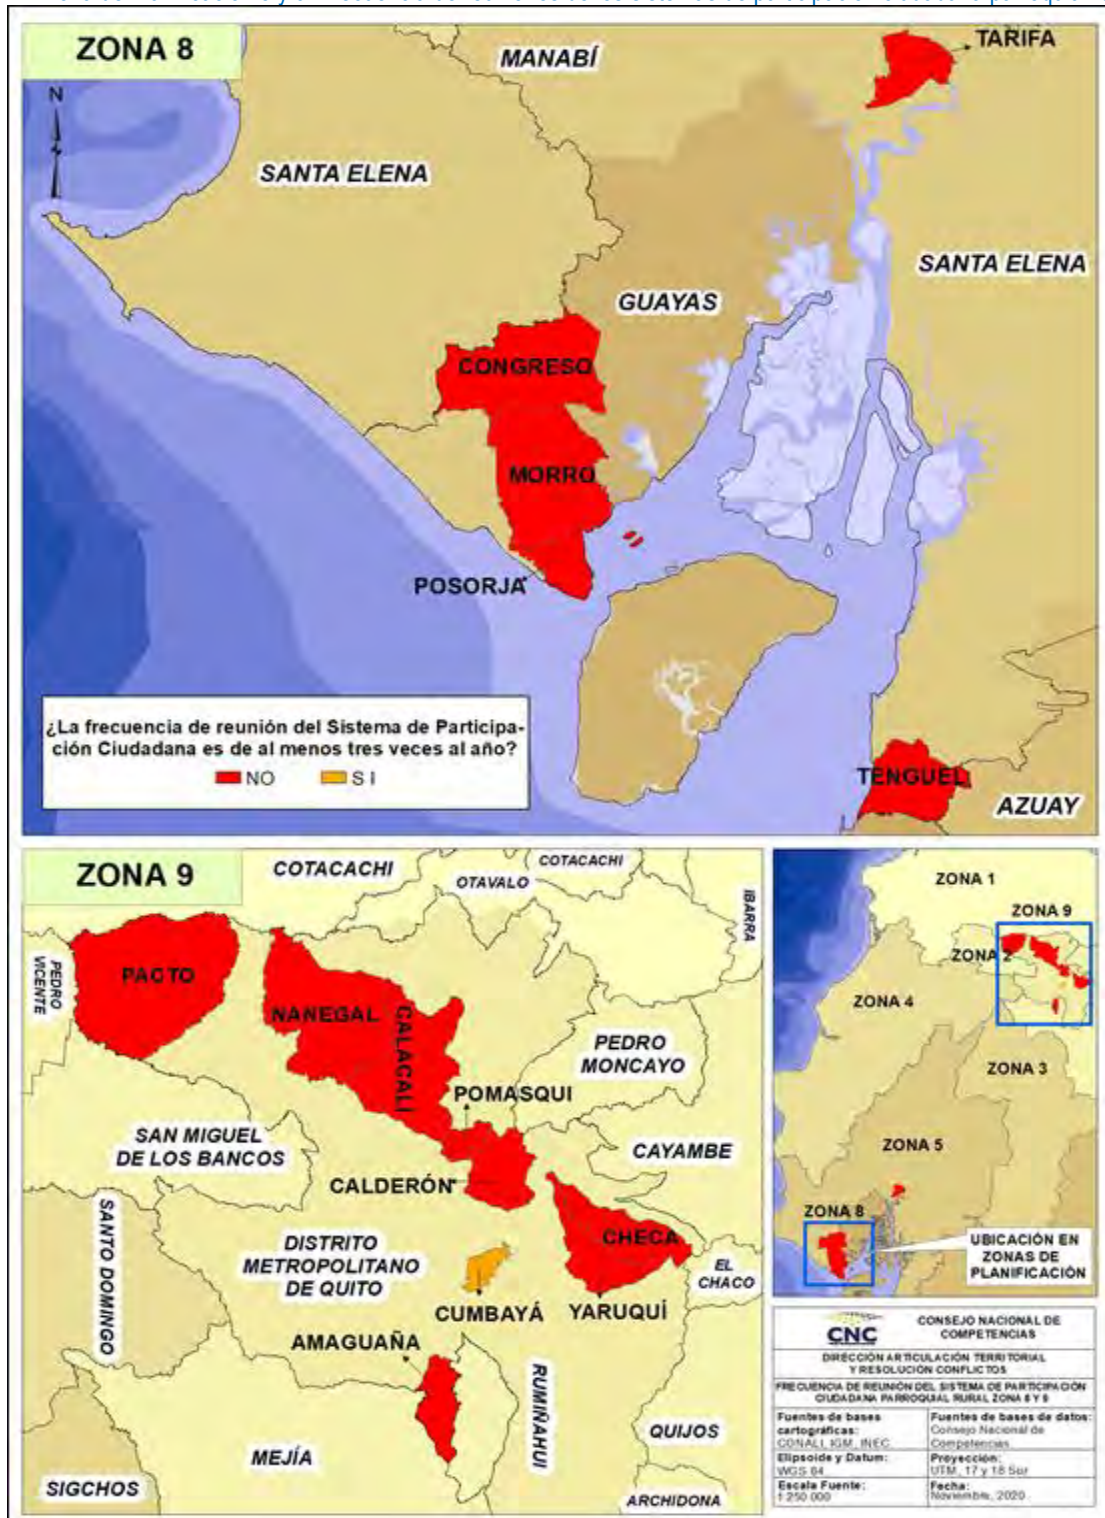 ZONA 8
MANABÍ
TARIFA
N
SANTA ELENA
SANTA ELENA
GUAYAS
CONGRESO
MORRO
POSORJA
¿La frecuencia de reunión del Sistema de Participa-
ción Ciudadana es de al menos tres veces al año?
NO SI
TENGUEL
AZUAY
ZONA 9
COTACACHI
COTACACHI
OTAVALO
IBARRA
PEDRO
VICENTE
PACTO
NANEGAL
CALACALI
PEDRO
MONCAYO
POMASQUI
SAN MIGUEL
DE LOS BANCOS
CAYAMBE
CALDERÓN
SANTO DOMINGO
DISTRITO
METROPOLITANO
DE QUITO
CHECA
EL
CHACO
CUMBAYÁ
YARUQUÍ
AMAGUAÑA
RUMIÑAHUI
QUIJOS
MEJÍA
SIGCHOS
ARCHIDONA
ZONA 1
ZONA 9
ZONA 2
ZONA 4
ZONA 3
ZONA 5
ZONA 8
UBICACIÓN EN
ZONAS DE
PLANIFICACIÓN
CNC
CONSEJO NACIONAL DE
COMPETENCIAS
DIRECCIÓN ARTICULACIÓN TERRITORIAL
Y RESOLUCIÓN CONFLICTOS
FRECUENCIA DE REUNIÓN DEL SISTEMA DE PARTICIPACIÓN
CIUDADANA PARROQUIAL RURAL ZONA 8 Y 9
Fuentes de bases
cartográficas:
CONALI, IGM, INEC
Fuentes de bases de datos:
Consejo Nacional de
Competencias
Elipsoide y Datum:
WGS 84
Proyección:
UTM, 17 y 18 Sur
Escala Fuente:
1:250 000
Fecha:
Noviembre, 2020